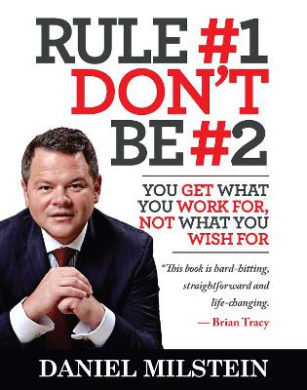 RULE #1
DON'T
BE #2
YOU GET WHAT
YOU WORK FOR,
NOT WHAT YOU
WISH FOR
"This book is hard-hitting,
straightforward and
life-changing.
— Brian Tracy
DANIEL MILSTEIN